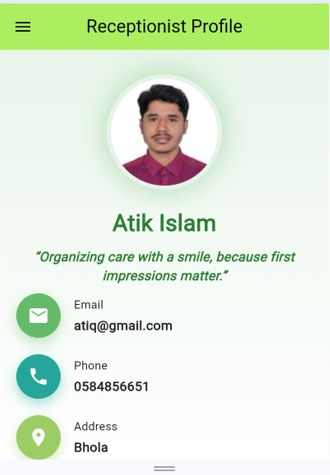 Receptionist Profile
Atik Islam
“Organizing care with a smile, because first
impressions matter.”
Email
atiq@gmail.com
Phone
0584856651
Address
Bhola